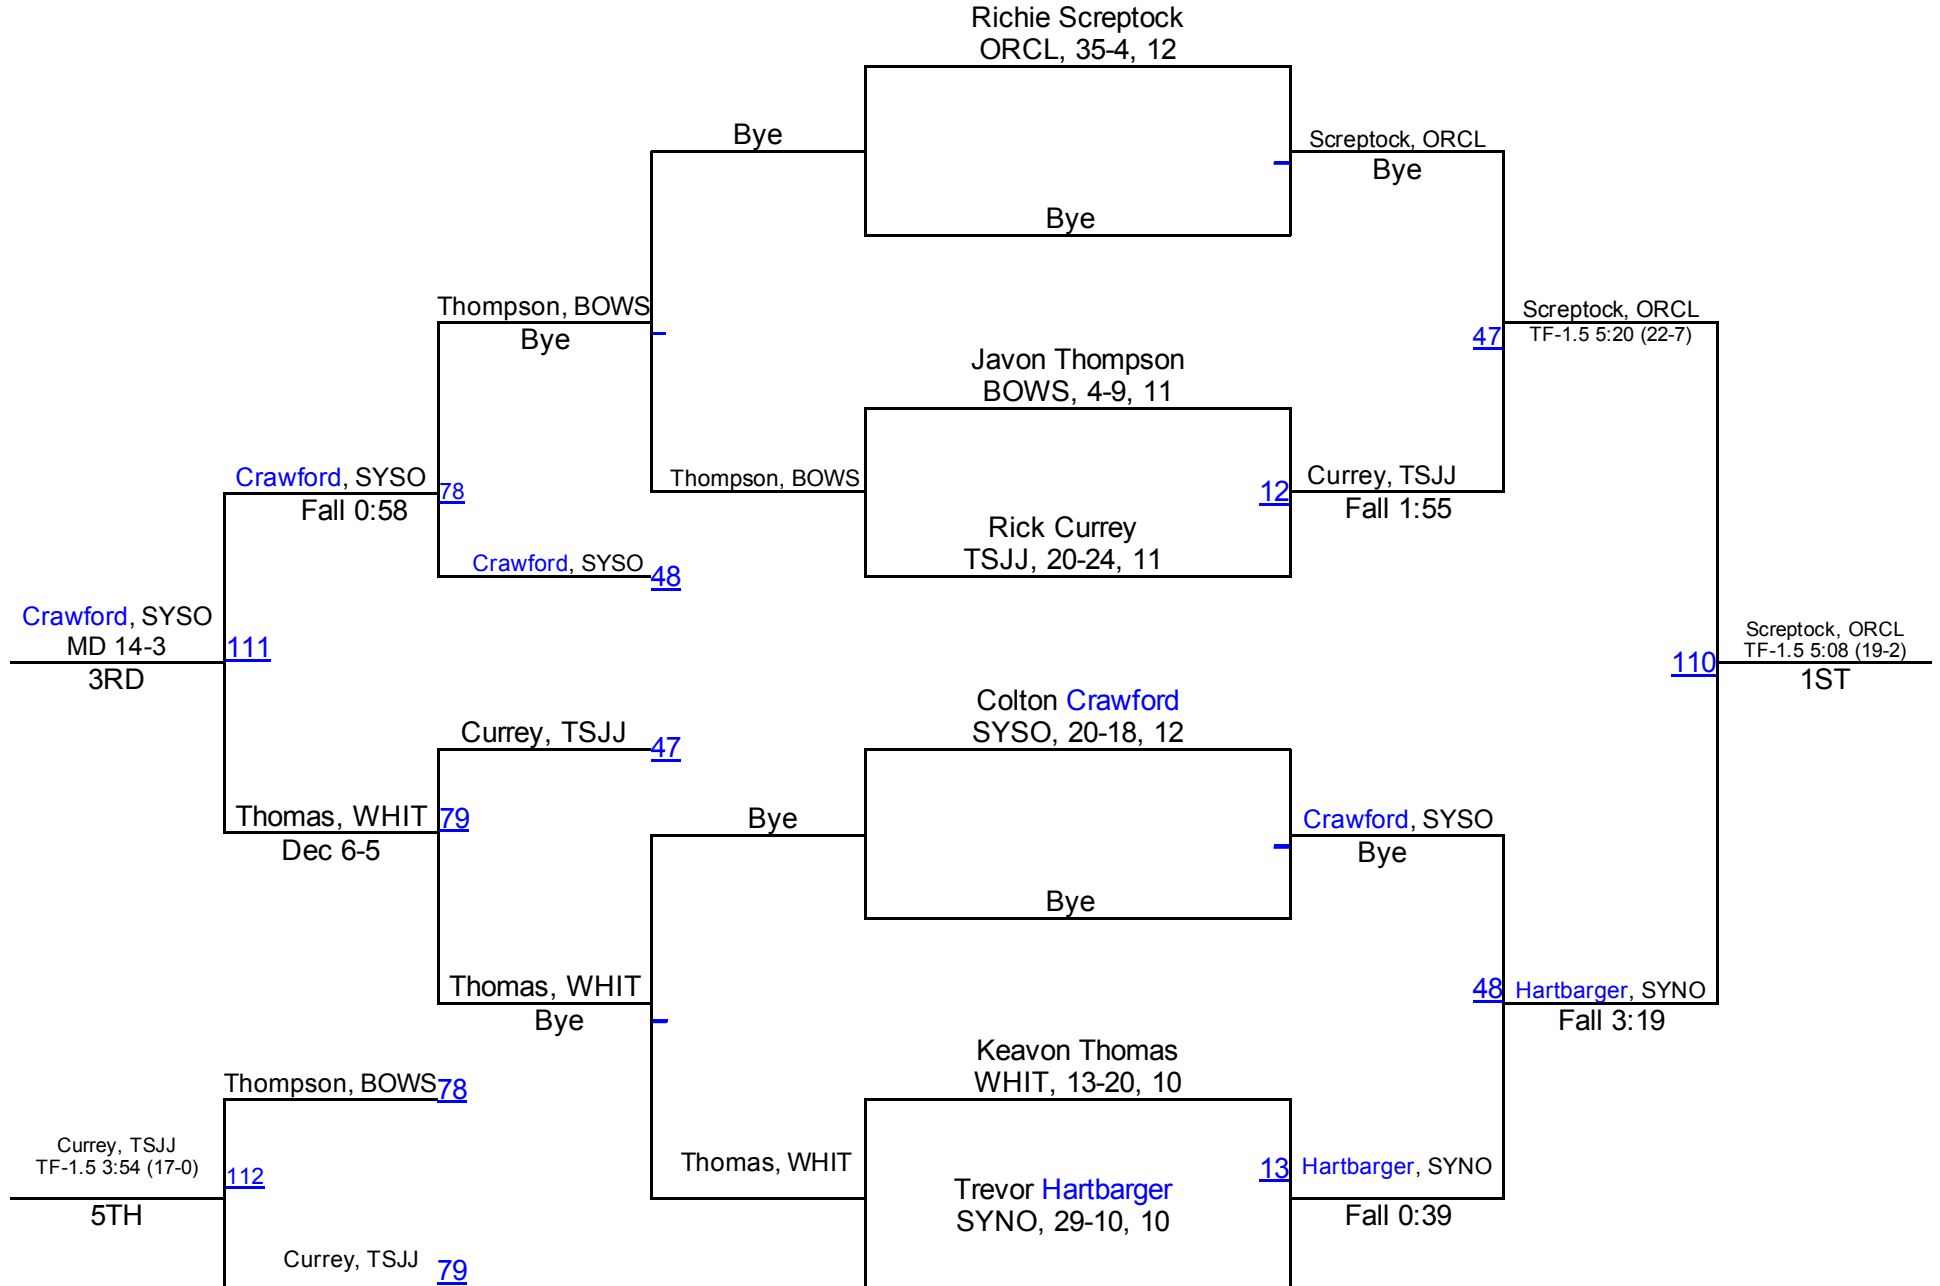 Richie Screptock
ORCL, 35-4, 12
Bye
Screptock, ORCL
Bye
Bye
Thompson, BOWS
Bye
Screptock, ORCL
TF-1.5 5:20 (22-7)
47
Javon Thompson
BOWS, 4-9, 11
Crawford, SYSO
Fall 0:58
78
Thompson, BOWS
12
Currey, TSJJ
Fall 1:55
Rick Currey
TSJJ, 20-24, 11
Crawford, SYSO
48
Crawford, SYSO
MD 14-3
3RD
111
Screptock, ORCL
TF-1.5 5:08 (19-2)
1ST
110
Colton Crawford
SYSO, 20-18, 12
Currey, TSJJ
47
Thomas, WHIT
Dec 6-5
79
Bye
Crawford, SYSO
Bye
Bye
Thomas, WHIT
Bye
48
Hartbarger, SYNO
Fall 3:19
Keavon Thomas
WHIT, 13-20, 10
Thompson, BOWS
78
Currey, TSJJ
TF-1.5 3:54 (17-0)
5TH
112
Thomas, WHIT
13
Hartbarger, SYNO
Fall 0:39
Trevor Hartbarger
SYNO, 29-10, 10
Currey, TSJJ
79